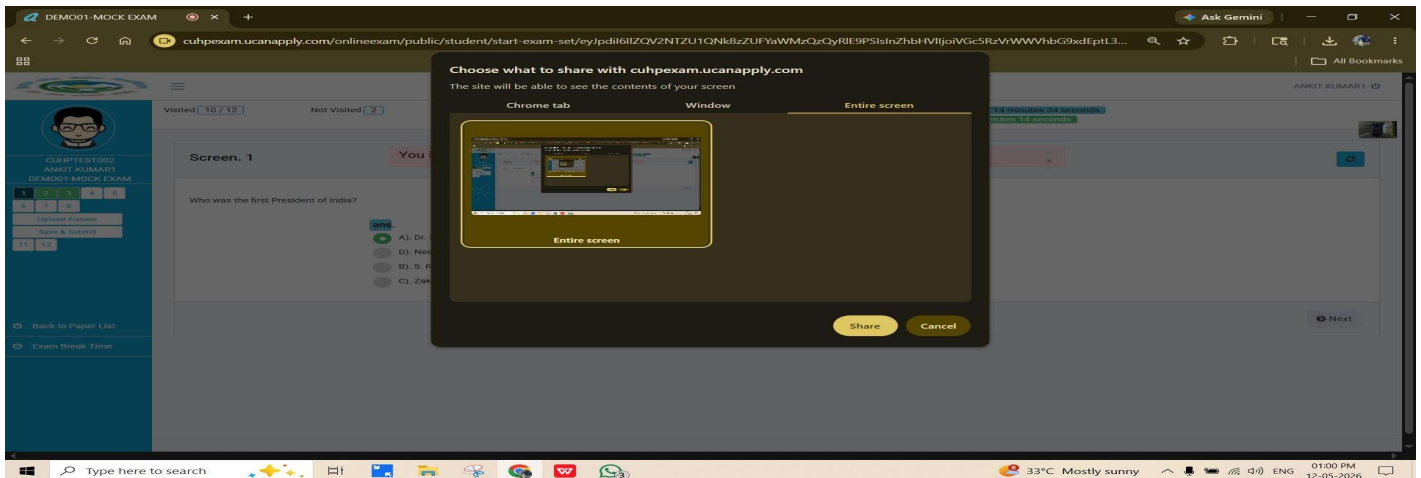 DEMO01-MOCK EXAM
Ask Gemini
cuhpexam.ucanapply.com/onlineexam/public/student/start-exam-set/
All Bookmarks
Choose what to share with cuhpexam.ucanapply.com
The site will be able to see the contents of your screen
Chrome tab Window Entire screen
ANKIT KUMAR1
Visited 10 / 12 Not Visited 2
14 minutes 34 seconds
14 seconds
CUHPTEST002
ANKIT KUMAR1
DEMO01-MOCK EXAM
Screen. 1
You
1 2 3 4 5
6 7 8
Upload Answer
Save & Submit
11 12
Who was the first President of India?
ans.
A). Dr.
D).
B). S.
C).
Entire screen
Share Cancel
Back to Paper List
Next
Exam Break Time
Type here to search
33°C Mostly sunny
ENG
01:00 PM
12-05-2026